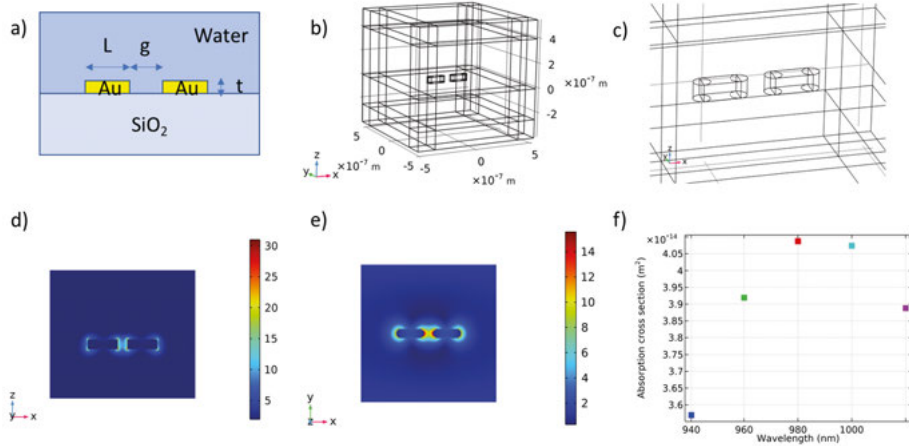 a)
Water
L
g
Au
Au
t
SiO₂
b)
4
2
×10⁻⁷ m
0
-2
5
0
×10⁻⁷ m
-5
-5
0
5
×10⁻⁷ m
z
y
x
c)
z
y
x
d)
30
25
20
15
10
5
z
y
x
e)
14
12
10
8
6
4
2
y
z
x
f)
×10⁻¹⁴
4.05
4
3.95
3.9
3.85
3.8
3.75
3.7
3.65
3.6
Absorption cross section (m²)
940
960
980
1000
Wavelength (nm)